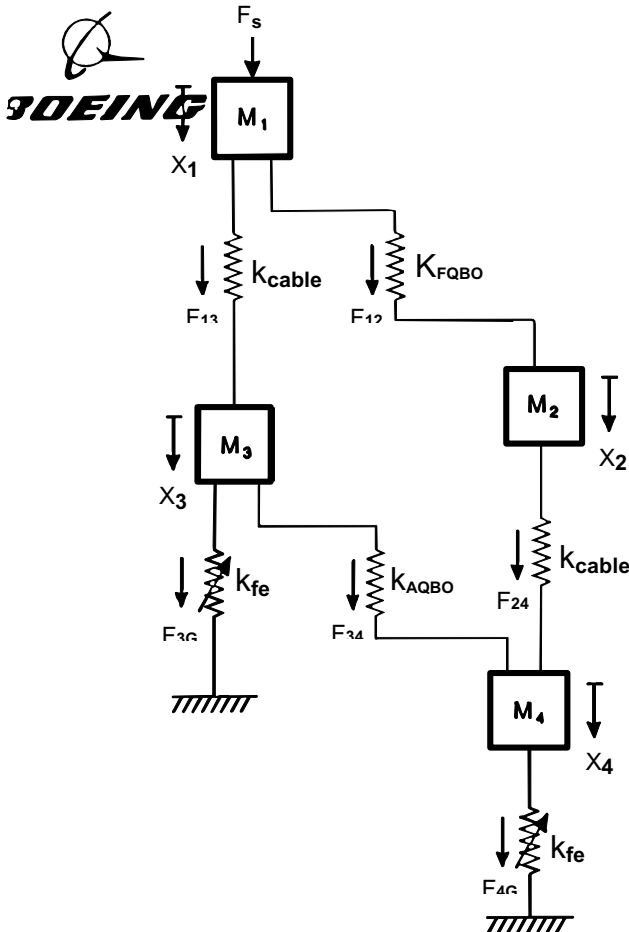 Fs
BOEING
M1
X1
kcable
KFQBO
F13
F12
M2
M3
X2
X3
kfe
kAQBO
kcable
F24
F3G
F34
M4
X4
kfe
F4G